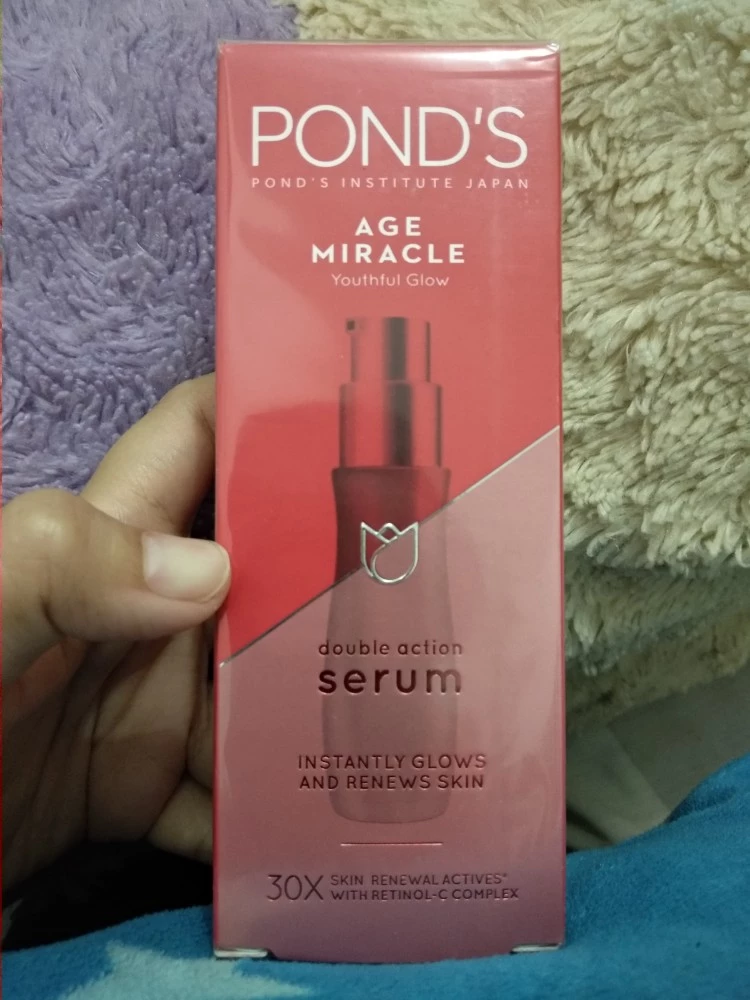 POND'S
POND'S INSTITUTE JAPAN
AGE
MIRACLE
Youthful Glow
double action
serum
INSTANTLY GLOWS
AND RENEWS SKIN
30X SKIN RENEWAL ACTIVES*
WITH RETINOL-C COMPLEX